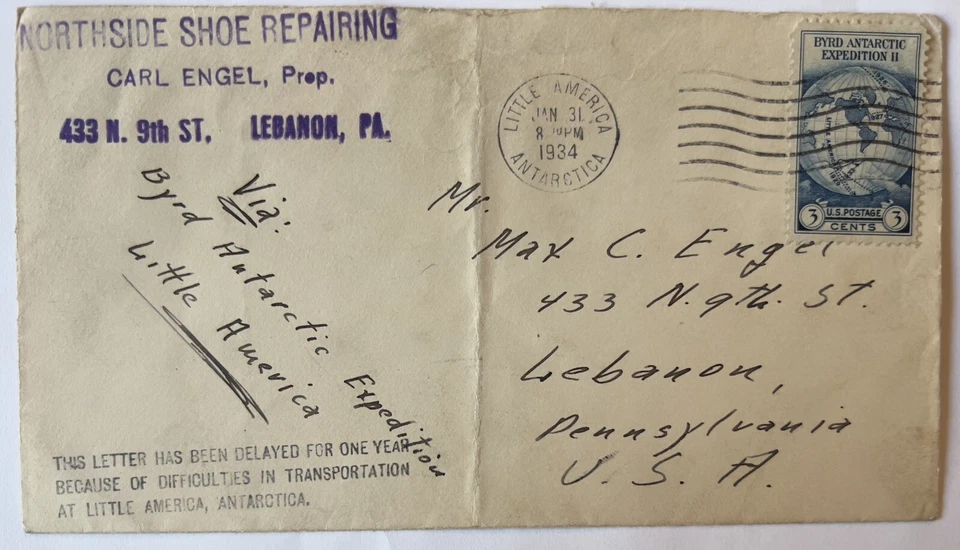 NORTHSIDE SHOE REPAIRING
CARL ENGEL, Prop.
433 N. 9th ST. LEBANON, PA.
Via:
Byrd Antarctic Expedition
Little America
LITTLE AMERICA
JAN 31
8 PM
1934
ANTARCTICA
BYRD ANTARCTIC
EXPEDITION II
U.S. POSTAGE
3 CENTS 3
Mr.
Max C. Engel
433 N. 9th. St.
Lebanon,
Pennsylvania
U. S. A.
THIS LETTER HAS BEEN DELAYED FOR ONE YEAR
BECAUSE OF DIFFICULTIES IN TRANSPORTATION
AT LITTLE AMERICA, ANTARCTICA.